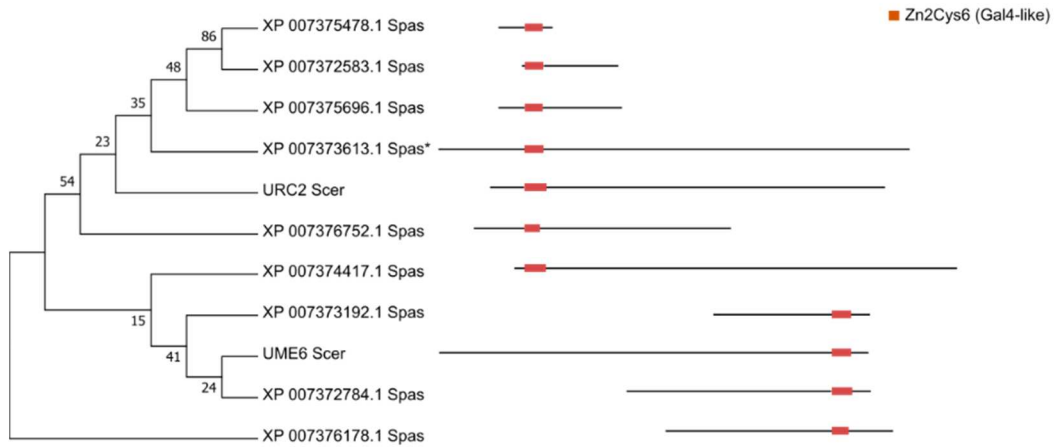 XP 007375478.1 Spas
Zn2Cys6 (Gal4-like)
86
XP 007372583.1 Spas
48
XP 007375696.1 Spas
35
XP 007373613.1 Spas*
23
URC2 Scer
54
XP 007376752.1 Spas
XP 007374417.1 Spas
XP 007373192.1 Spas
15
UME6 Scer
41
24
XP 007372784.1 Spas
XP 007376178.1 Spas